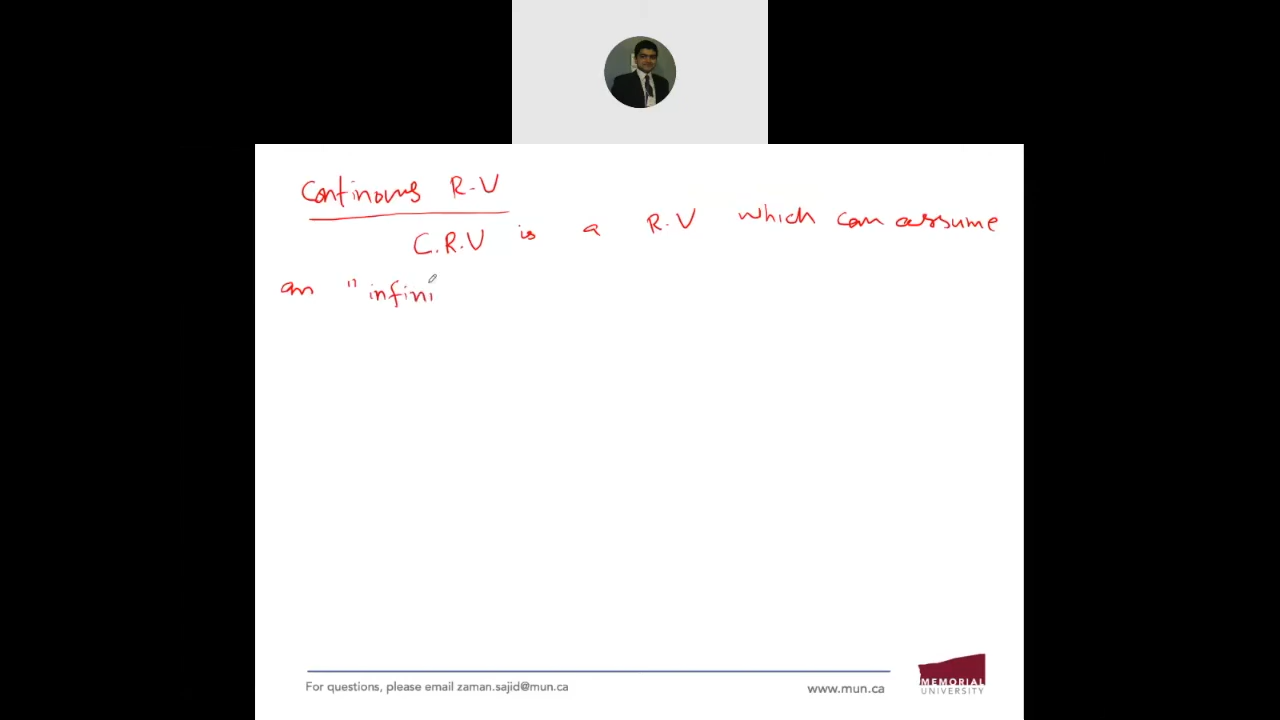 Continous R.V
C.R.V is a R.V which can assume
an "infini
For questions, please email zaman.sajid@mun.ca
www.mun.ca
MEMORIAL
UNIVERSITY